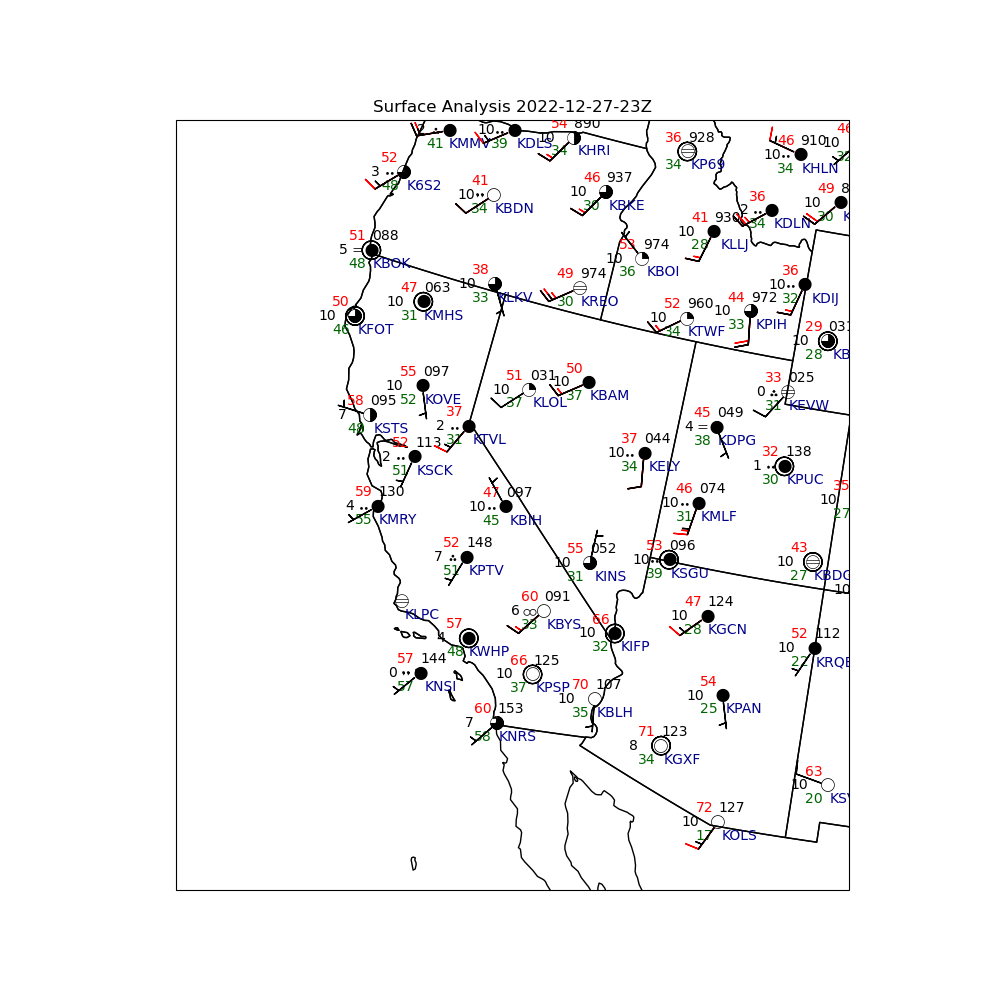 Surface Analysis 2022-12-27-23Z
54 890
10
34 KHRI
41 KMMV
10
39 KDLS
36 928
34 KP69
46 910
10
34 KHLN
46
10
32
52
3
48 K6S2
41
10
34 KBDN
46 937
10
30 KBKE
36
2
34 KDLN
49 8
10
30 K
51 088
5
48 KBOK
41 930
10
28 KLLJ
53 974
10
36 KBOI
38
10
33 KLKV
49 974
30 KREO
47 063
10
31 KMHS
36
10
32 KDIJ
50
10
46 KFOT
52 960
10
34 KTWF
44 972
10
33 KPIH
29 031
10
28 KB
55 097
10
52 KOVE
51 031
10
37 KLOL
50
10
37 KBAM
33 025
0
31 KEVW
58 095
7
48 KSTS
37
2
31 KTVL
45 049
4
38 KDPG
52 113
2
51 KSCK
37 044
10
34 KELY
32 138
1
30 KPUC
59 130
4
55 KMRY
47 097
10
45 KBIH
46 074
10
31 KMLF
35
10
27
52 148
7
51 KPTV
55 052
10
31 KINS
53 096
10
39 KSGU
43
10
27 KBDG
10
KLPC
60 091
6
33 KBYS
47 124
10
28 KGCN
57
4
48 KWHP
66
10
32 KIFP
52 112
10
22 KRQE
57 144
0
57 KNSI
66 125
10
37 KPSP
70 107
10
35 KBLH
54
10
25 KPAN
60 153
7
58 KNRS
71 123
8
34 KGXF
63
10
20 KSV
72 127
10
17 KOLS